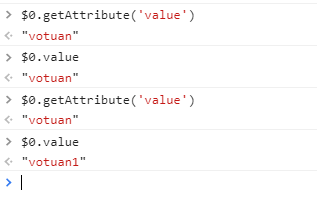 > $0.getAttribute('value')
<· "votuan"
> $0.value
<· "votuan"
> $0.getAttribute('value')
<· "votuan"
> $0.value
<· "votuan1"
>